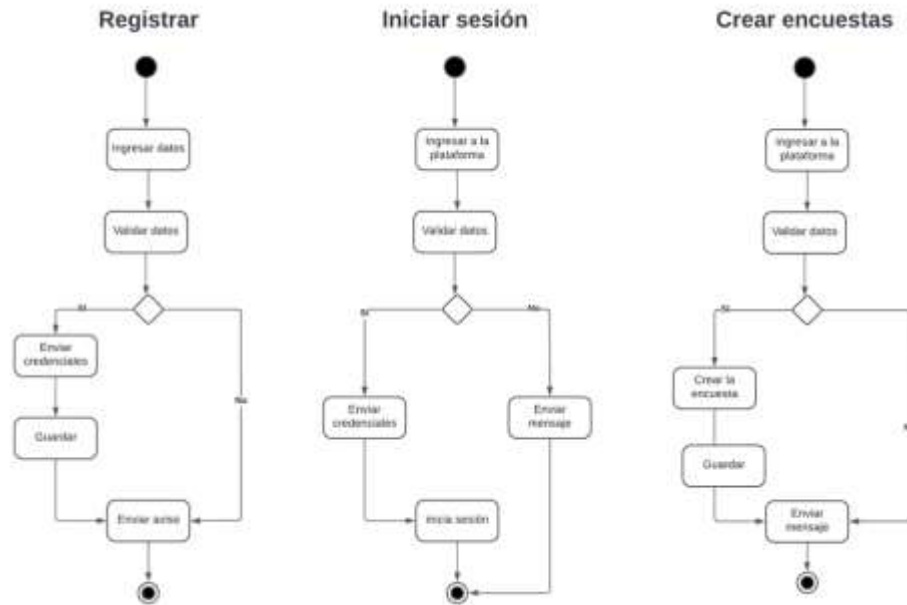 Registrar
Ingresar datos
Validar datos
Si
Enviar
credenciales
No
Guardar
Enviar aviso
Iniciar sesión
Ingresar a la
plataforma
Validar datos
Si
No
Enviar
credenciales
Enviar
mensaje
Inicia sesión
Crear encuestas
Ingresar a la
plataforma
Validar datos
Si
Crear la
encuesta
Guardar
Enviar
mensaje